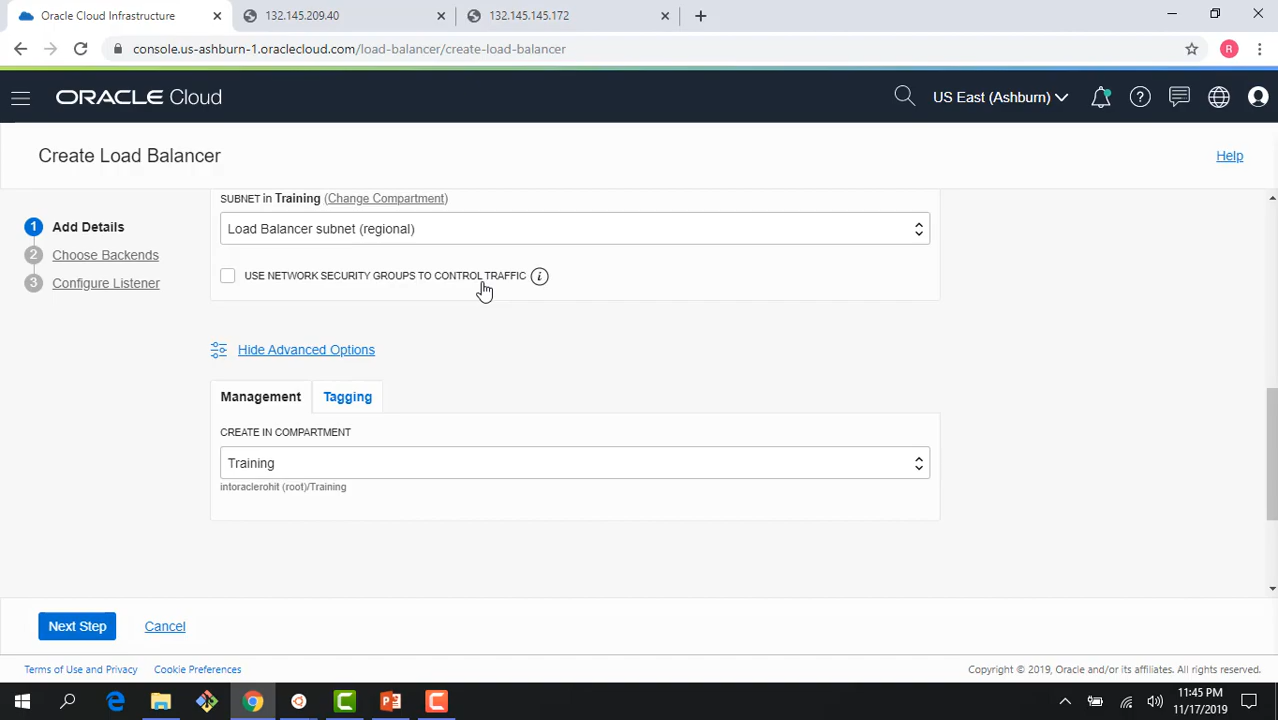 Oracle Cloud Infrastructure
132.145.209.40
132.145.145.172
console.us-ashburn-1.oraclecloud.com/load-balancer/create-load-balancer
R
ORACLE Cloud
US East (Ashburn)
Create Load Balancer
Help
SUBNET in Training (Change Compartment)
1 Add Details
Load Balancer subnet (regional)
2 Choose Backends
3 Configure Listener
USE NETWORK SECURITY GROUPS TO CONTROL TRAFFIC
Hide Advanced Options
Management Tagging
CREATE IN COMPARTMENT
Training
intoraclerohit (root)/Training
Next Step Cancel
Terms of Use and Privacy Cookie Preferences
Copyright © 2019, Oracle and/or its affiliates. All rights reserved.
11:45 PM
11/17/2019